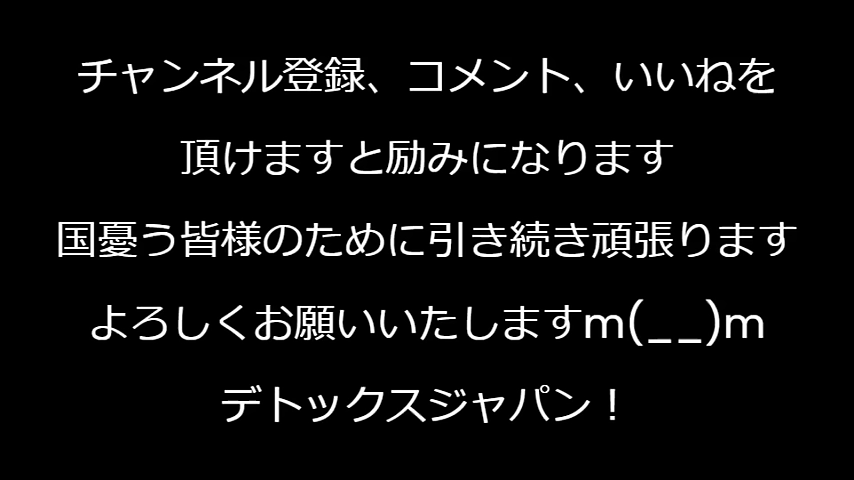 チャンネル登録、コメント、いいねを
頂けますと励みになります
国憂う皆様のために引き続き頑張ります
よろしくお願いいたしますm(__)m
デトックスジャパン！